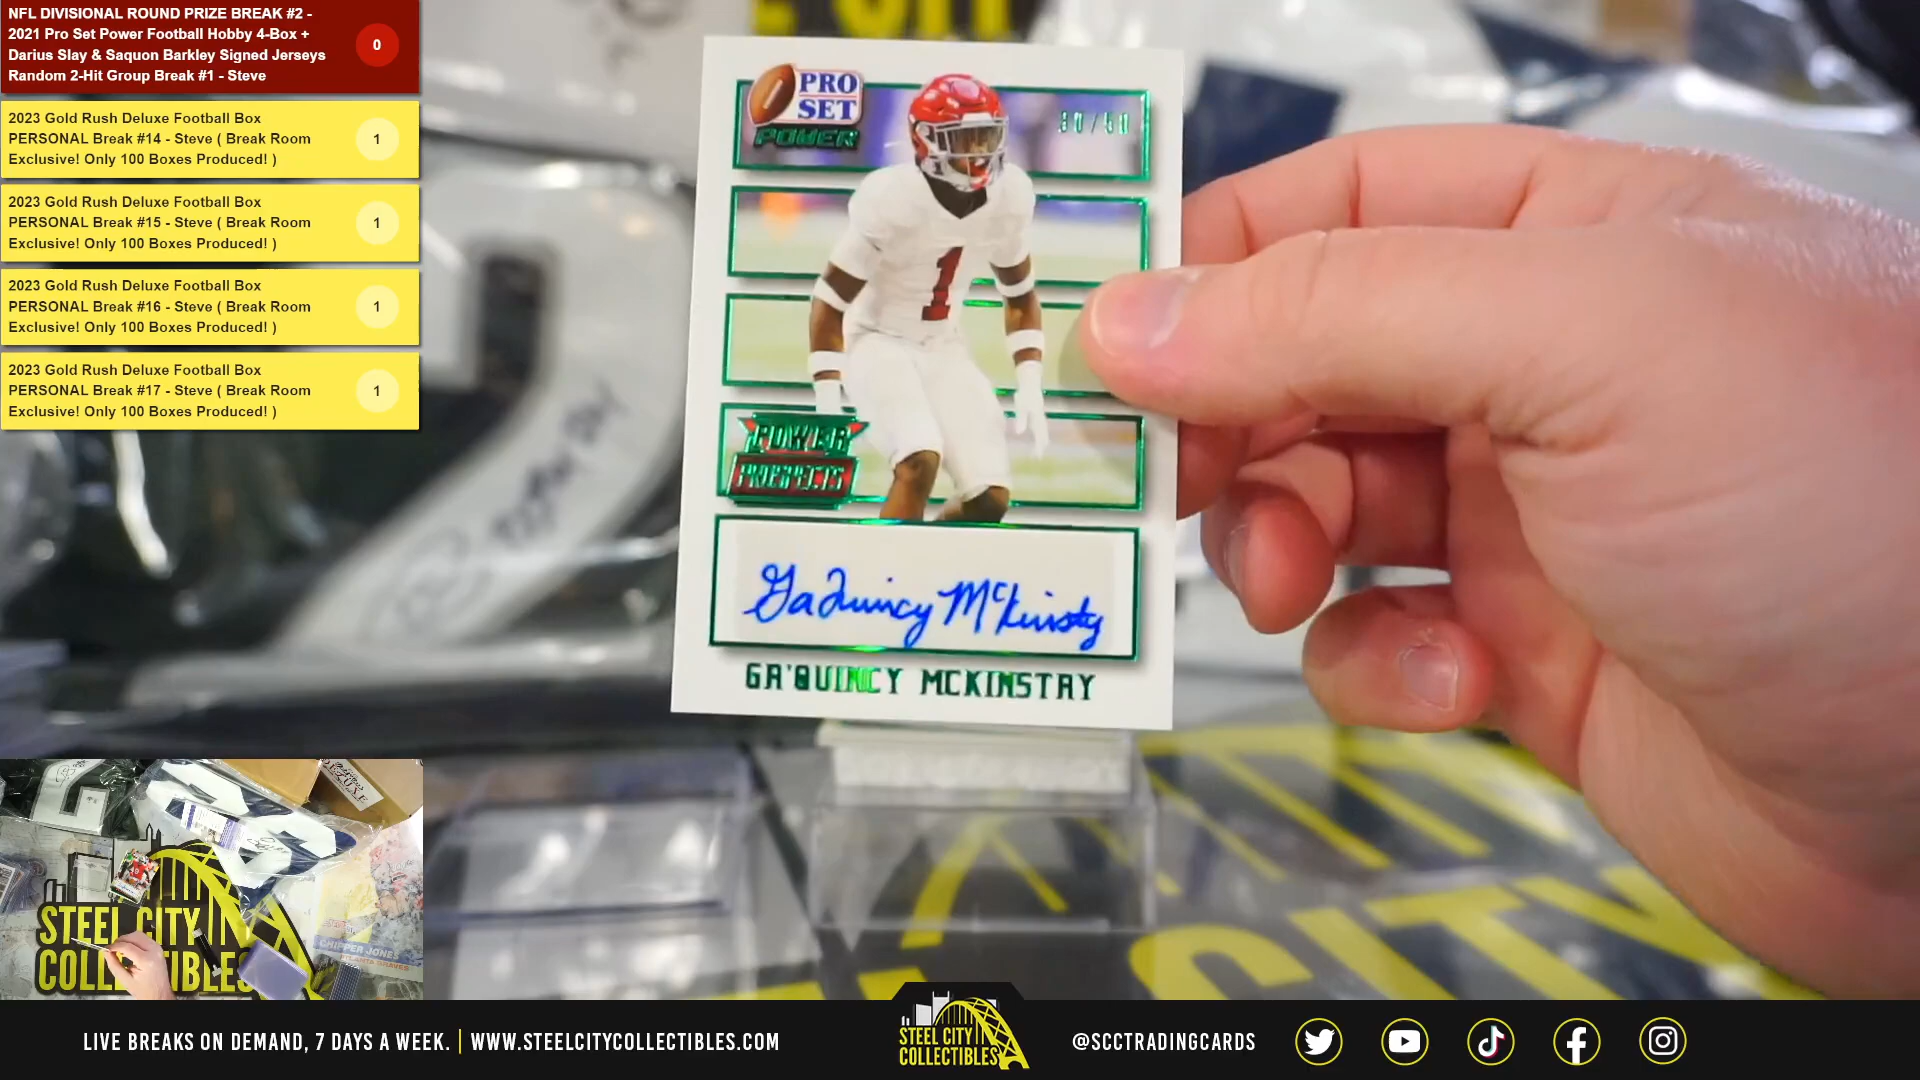 NFL DIVISIONAL ROUND PRIZE BREAK #2 -
2021 Pro Set Power Football Hobby 4-Box +
Darius Slay & Saquon Barkley Signed Jerseys
Random 2-Hit Group Break #1 - Steve
0
2023 Gold Rush Deluxe Football Box
PERSONAL Break #14 - Steve ( Break Room
Exclusive! Only 100 Boxes Produced! )
1
2023 Gold Rush Deluxe Football Box
PERSONAL Break #15 - Steve ( Break Room
Exclusive! Only 100 Boxes Produced! )
1
2023 Gold Rush Deluxe Football Box
PERSONAL Break #16 - Steve ( Break Room
Exclusive! Only 100 Boxes Produced! )
1
2023 Gold Rush Deluxe Football Box
PERSONAL Break #17 - Steve ( Break Room
Exclusive! Only 100 Boxes Produced! )
1
PRO
SET
POWER
1
POWER
PROSPECTS
Ga'Quincy McKinstry
GA'QUINCY MCKINSTRY
CITY
STEEL CITY
COLLECTIBLES
CHIPPER JONES
ATLANTA BRAVES
LIVE BREAKS ON DEMAND, 7 DAYS A WEEK. | WWW.STEELCITYCOLLECTIBLES.COM
STEEL CITY
COLLECTIBLES
@SCCTRADINGCARDS